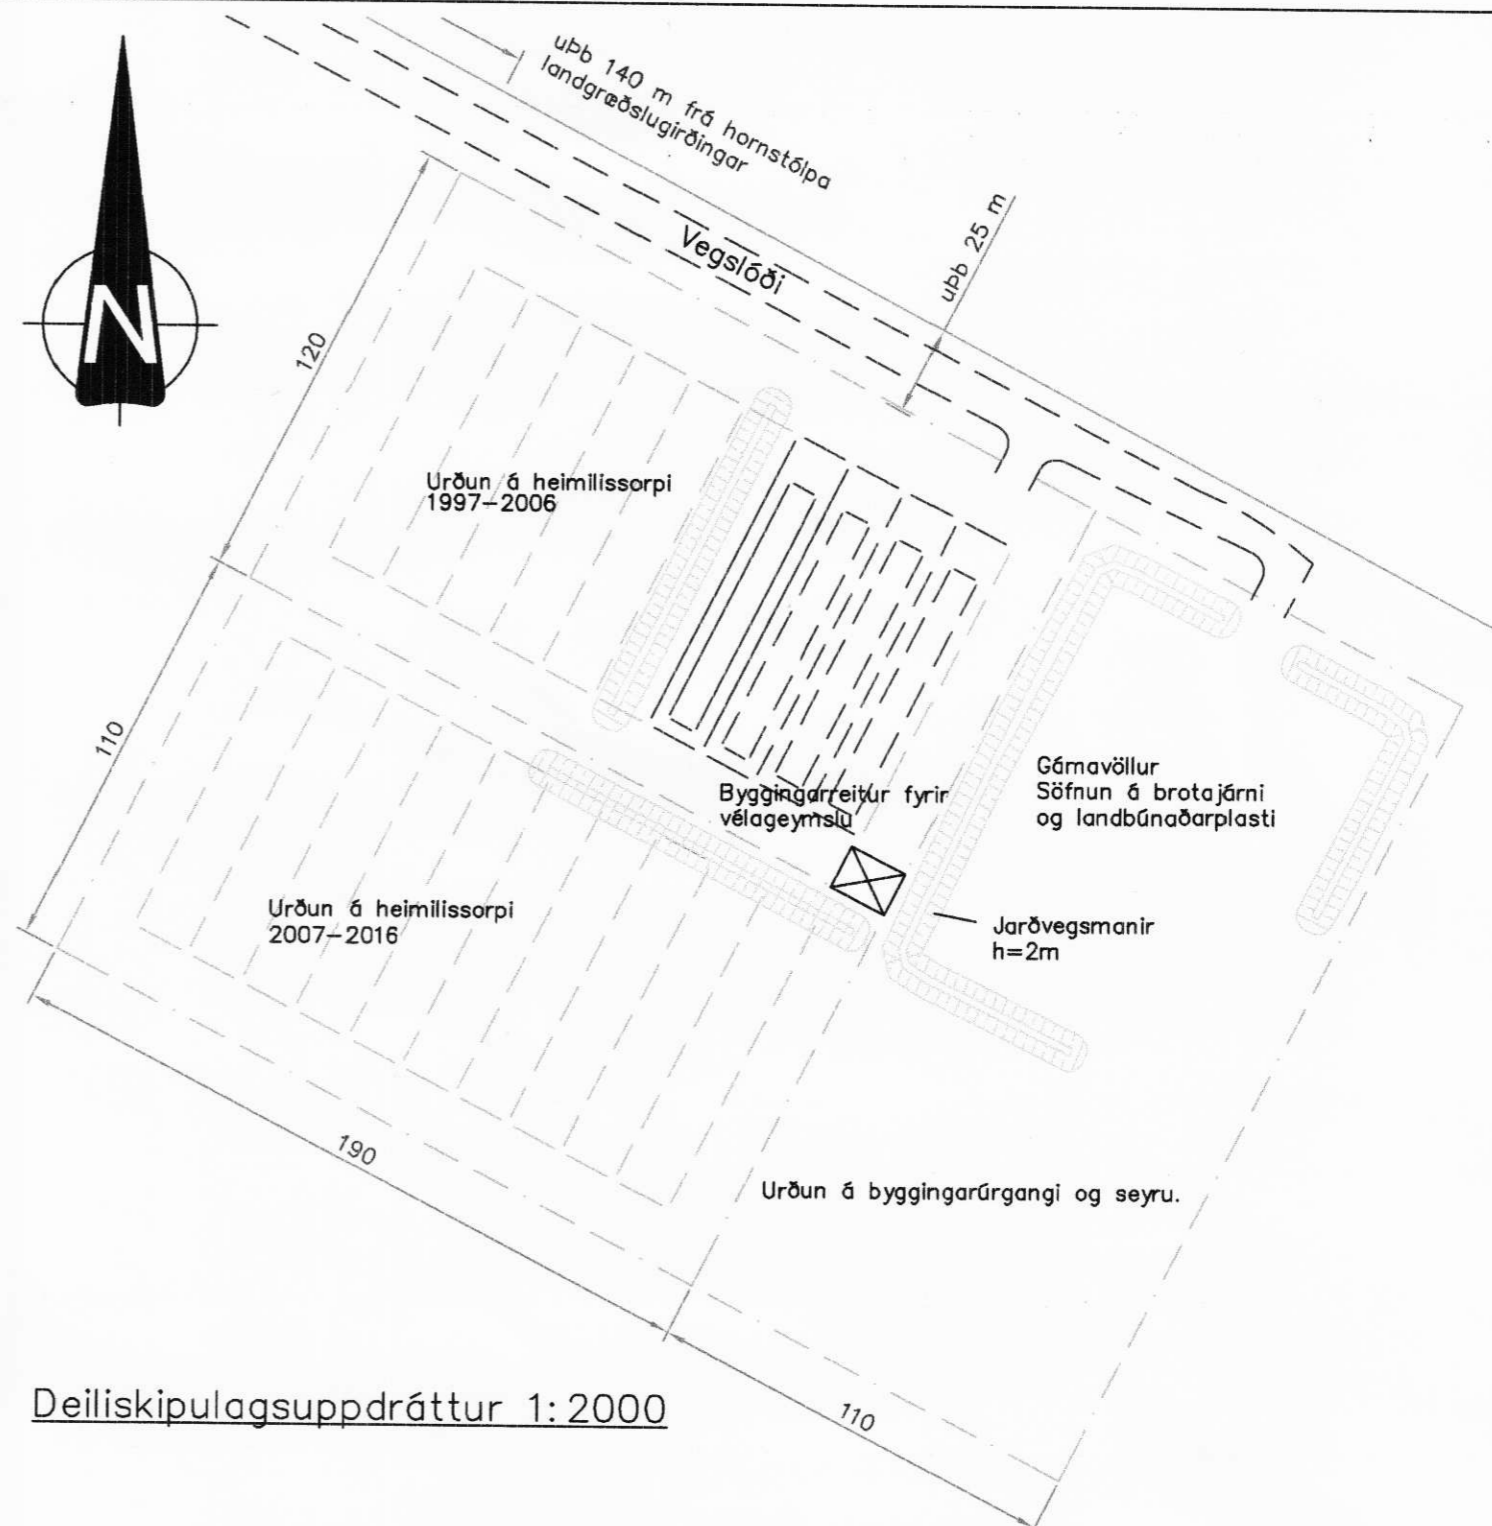 uÞb 140 m frá hornstólpa
landgræðslugirðingar
uÞb 25 m
Vegslóði
N
120
Urðun á heimilissorpi
1997-2006
110
Gámavöllur
Söfnun á brotajárni
og landbúnaðarplasti
Byggingarreitur fyrir
vélageymslu
Urðun á heimilissorpi
2007-2016
Jarðvegsmanir
h=2m
190
Urðun á byggingarúrgangi og seyru.
110
Deiliskipulagsuppdráttur 1:2000